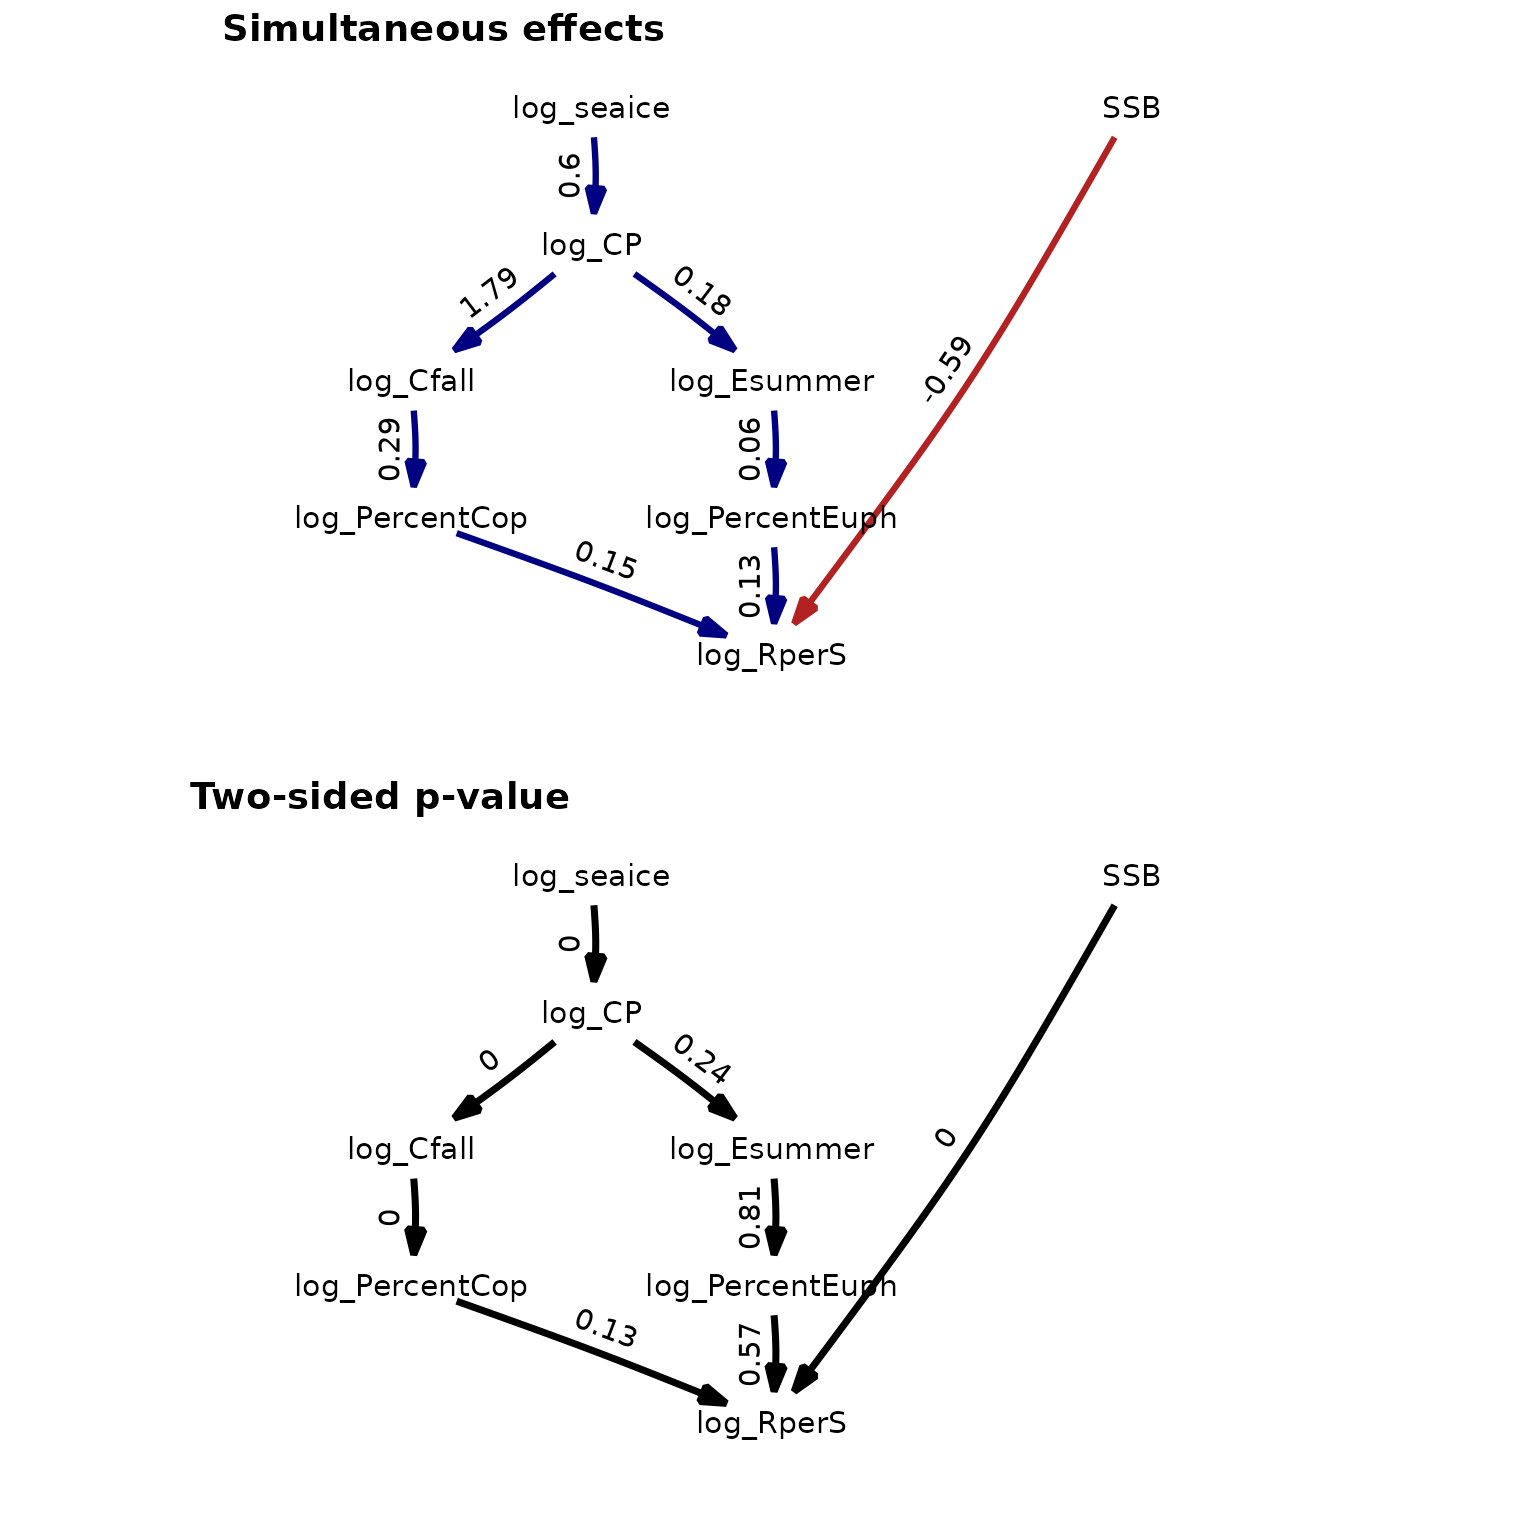 Simultaneous effects
log_seaice SSB
0.6
log_CP
1.79 0.18
log_Cfall log_Esummer -0.59
0.29 0.06
log_PercentCop log_PercentEuph
0.15 0.13
log_RperS
Two-sided p-value
log_seaice SSB
0
log_CP
0 0.24
log_Cfall log_Esummer 0
0 0.81
log_PercentCop log_PercentEuph
0.13 0.57
log_RperS